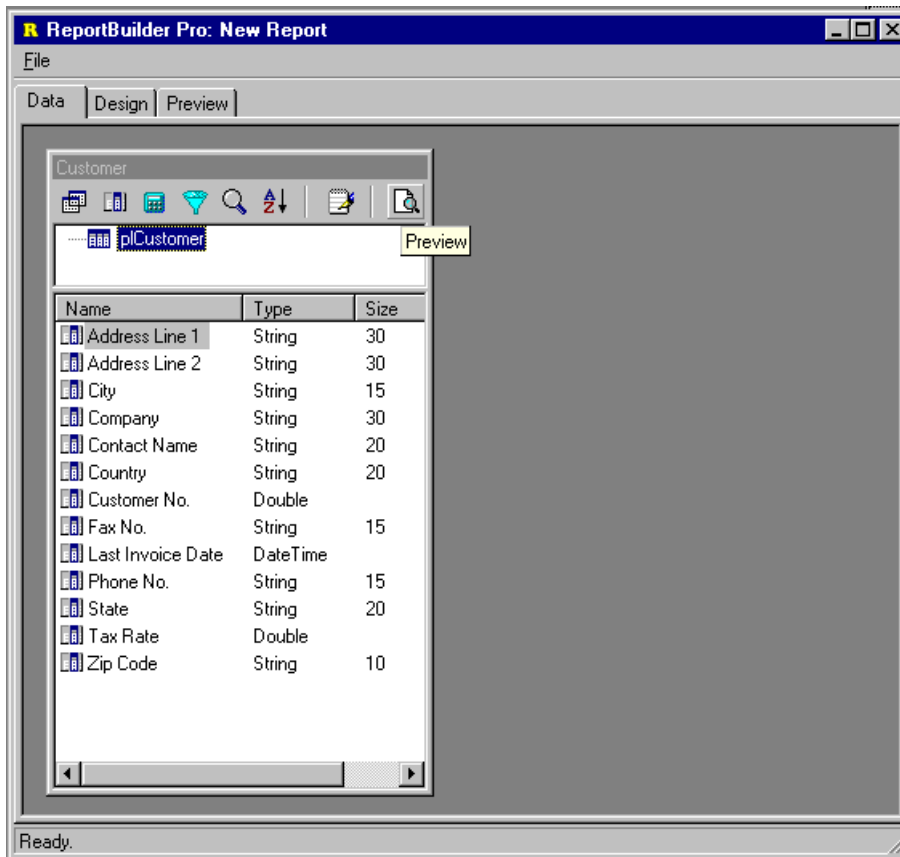 R ReportBuilder Pro: New Report
File
Data Design Preview
Customer
plCustomer
Preview
Name Type Size
Address Line 1 String 30
Address Line 2 String 30
City String 15
Company String 30
Contact Name String 20
Country String 20
Customer No. Double
Fax No. String 15
Last Invoice Date DateTime
Phone No. String 15
State String 20
Tax Rate Double
Zip Code String 10
Ready.